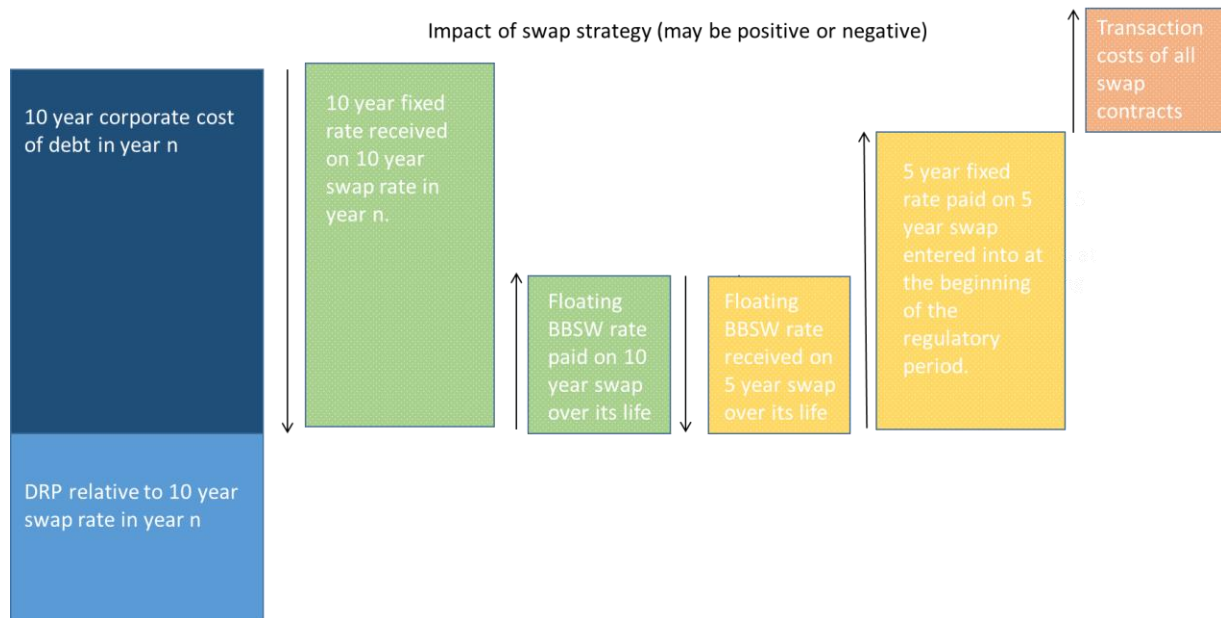 Impact of swap strategy (may be positive or negative)
10 year corporate cost
of debt in year n
DRP relative to 10 year
swap rate in year n
10 year fixed
rate received
on 10 year
swap rate in
year n.
Floating
BBSW rate
paid on 10
year swap
over its life
Floating
BBSW rate
received on
5 year swap
over its life
5 year fixed
rate paid on 5
year swap
entered into at
the beginning
of the
regulatory
period.
Transaction
costs of all
swap
contracts